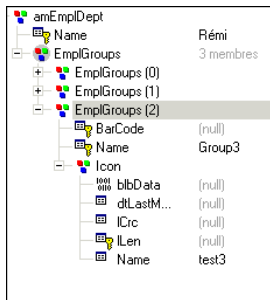 amEmplDept
Name Rémi
EmplGroups 3 membres
EmplGroups (0)
EmplGroups (1)
EmplGroups (2)
BarCode (null)
Name Group3
Icon
blbData (null)
dtLastM... (null)
lCrc (null)
lLen (null)
Name test3